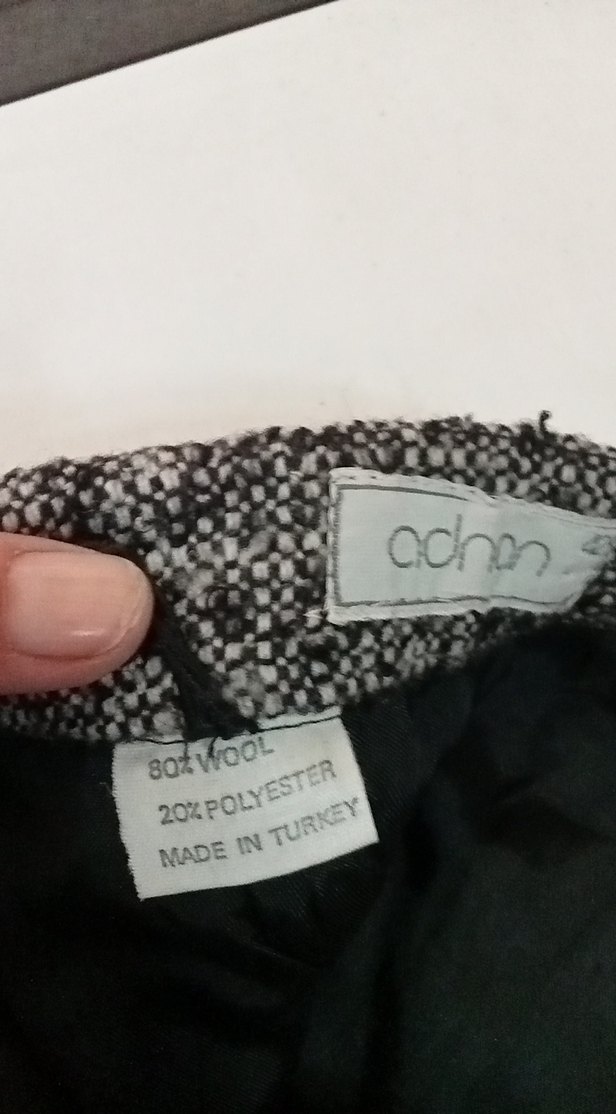 adnan
80% WOOL
20% POLYESTER
MADE IN TURKEY